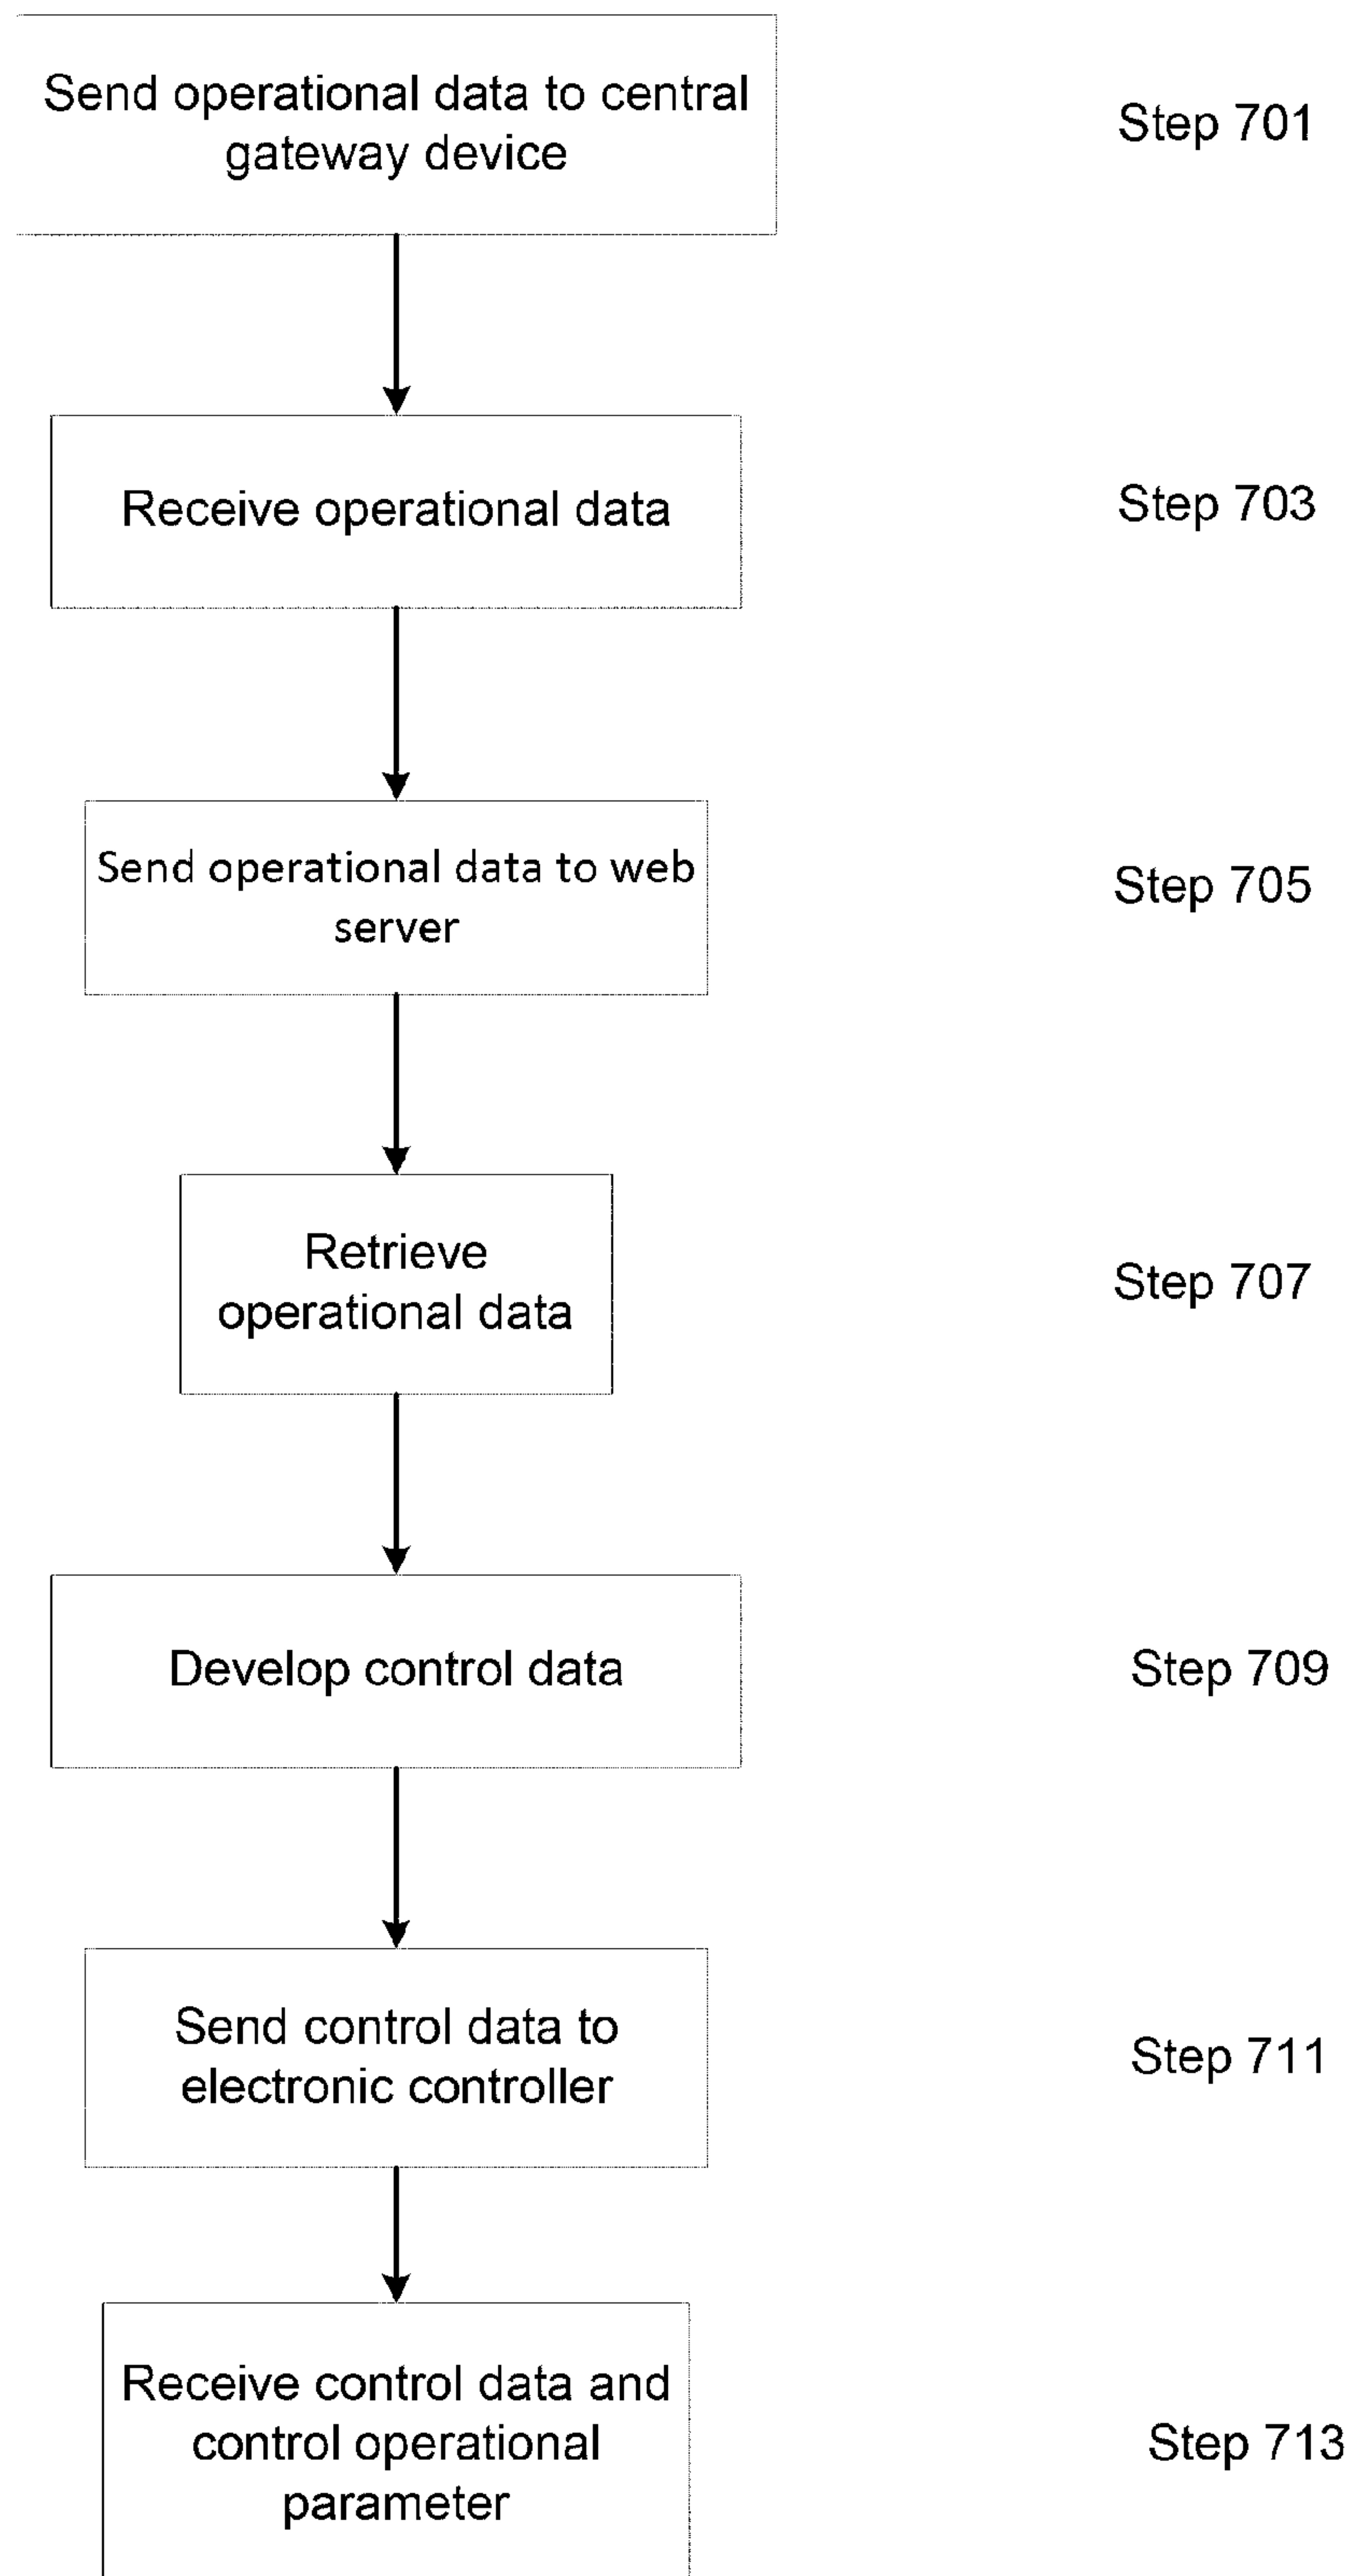 Send operational data to central
gateway device
Step 701
Receive operational data
Step 703
Send operational data to web
server
Step 705
Retrieve
operational data
Step 707
Develop control data
Step 709
Send control data to
electronic controller
Step 711
Receive control data and
control operational
parameter
Step 713